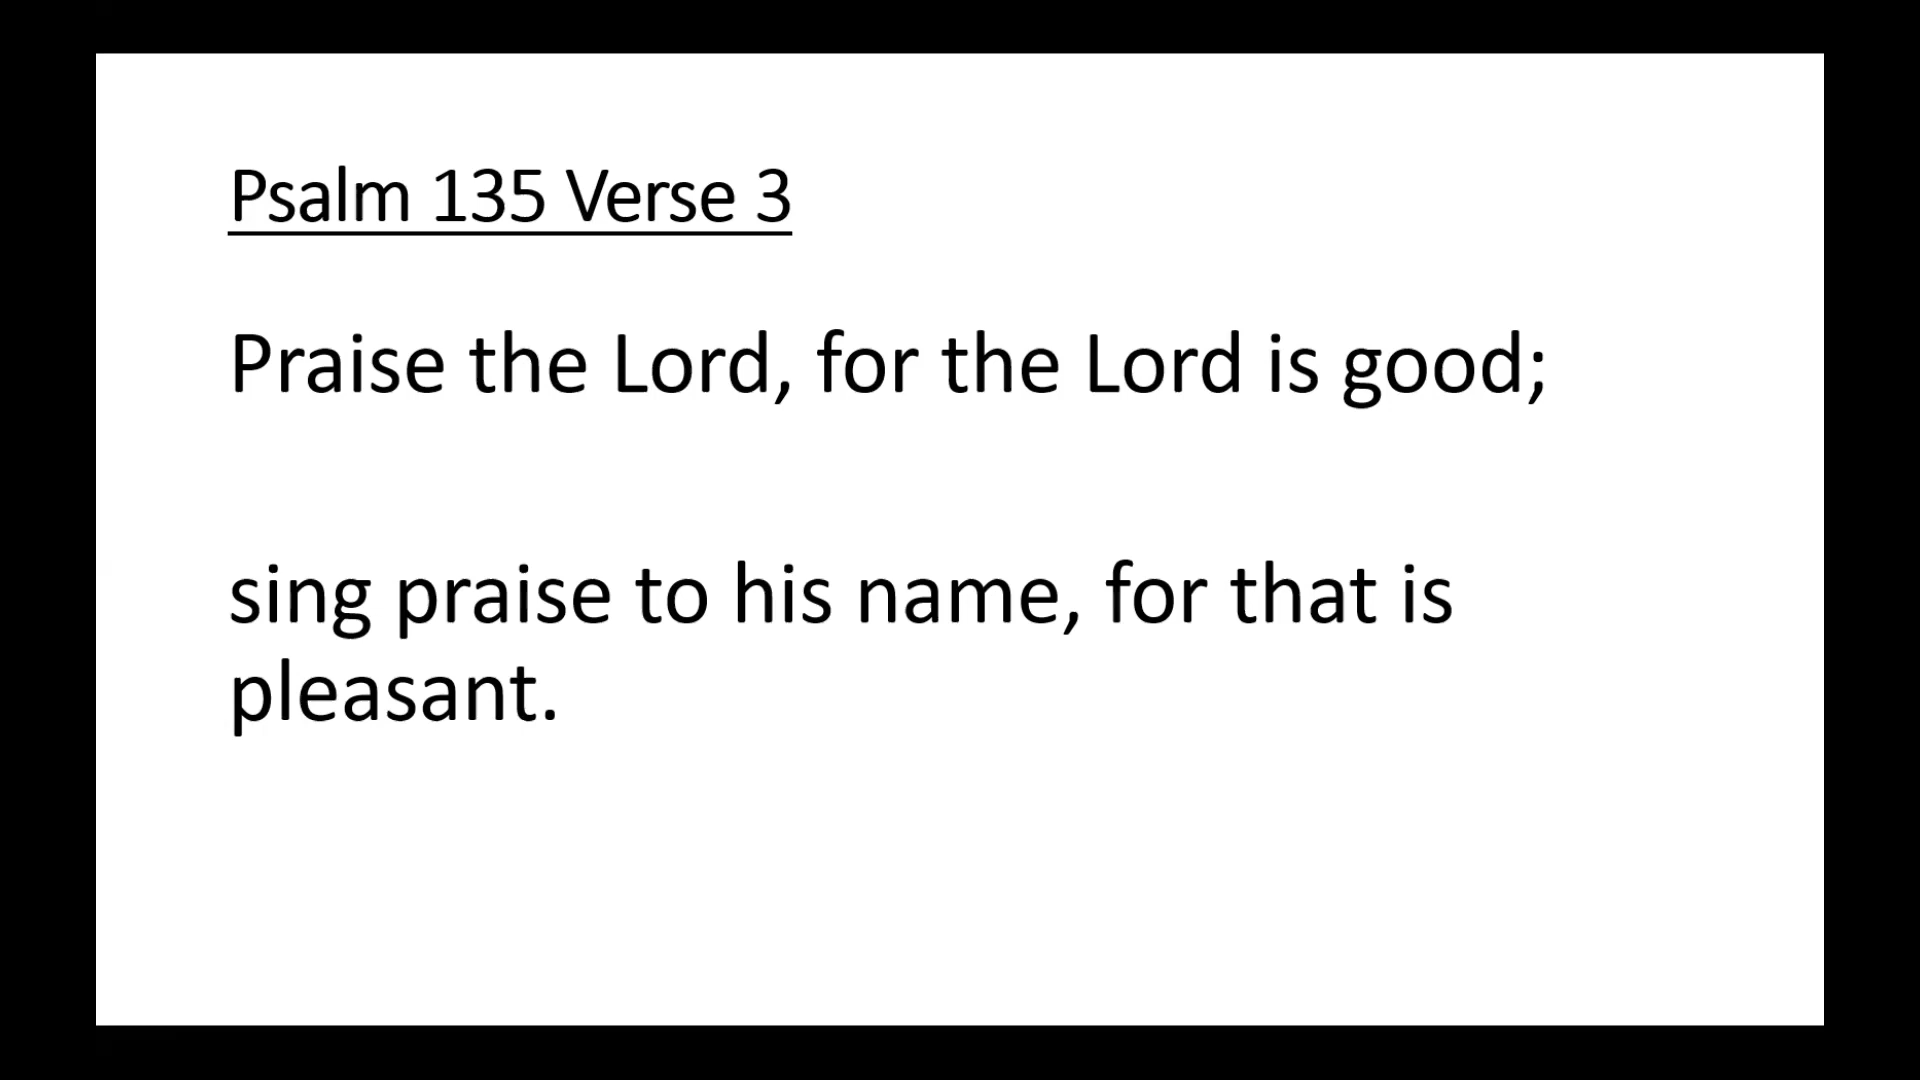 Psalm 135 Verse 3
Praise the Lord, for the Lord is good;
sing praise to his name, for that is
pleasant.